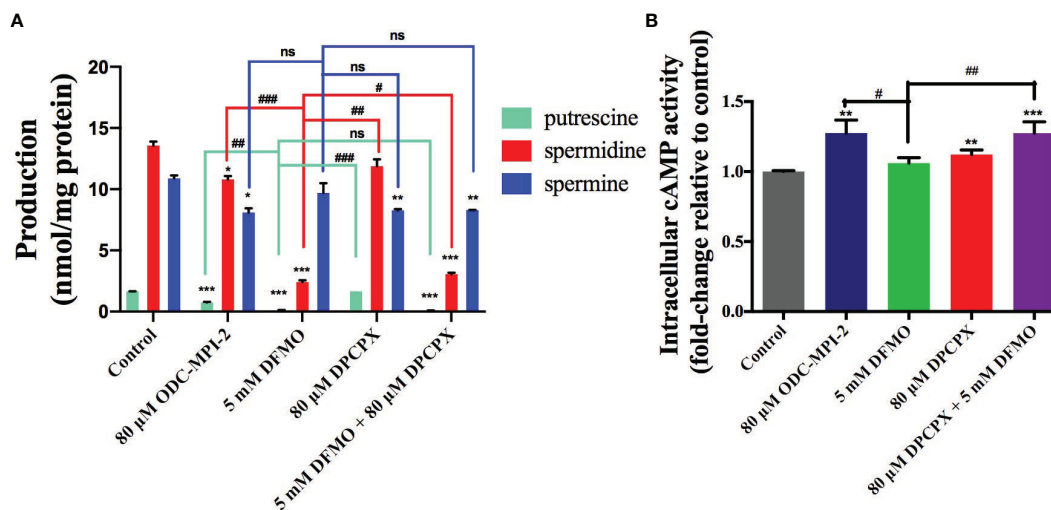 A
Production
(nmol/mg protein)
20
15
10
5
0
ns
ns
ns
###
#
##
ns
##
###
***
*
*
***
***
**
***
***
**
putrescine
spermidine
spermine
Control
80 µM ODC-MPI-2
5 mM DFMO
80 µM DPCPX
5 mM DFMO + 80 µM DPCPX
B
Intracellular cAMP activity
(fold-change relative to control)
1.5
1.0
0.5
0.0
##
#
**
**
***
Control
80 µM ODC-MPI-2
5 mM DFMO
80 µM DPCPX
80 µM DPCPX + 5 mM DFMO